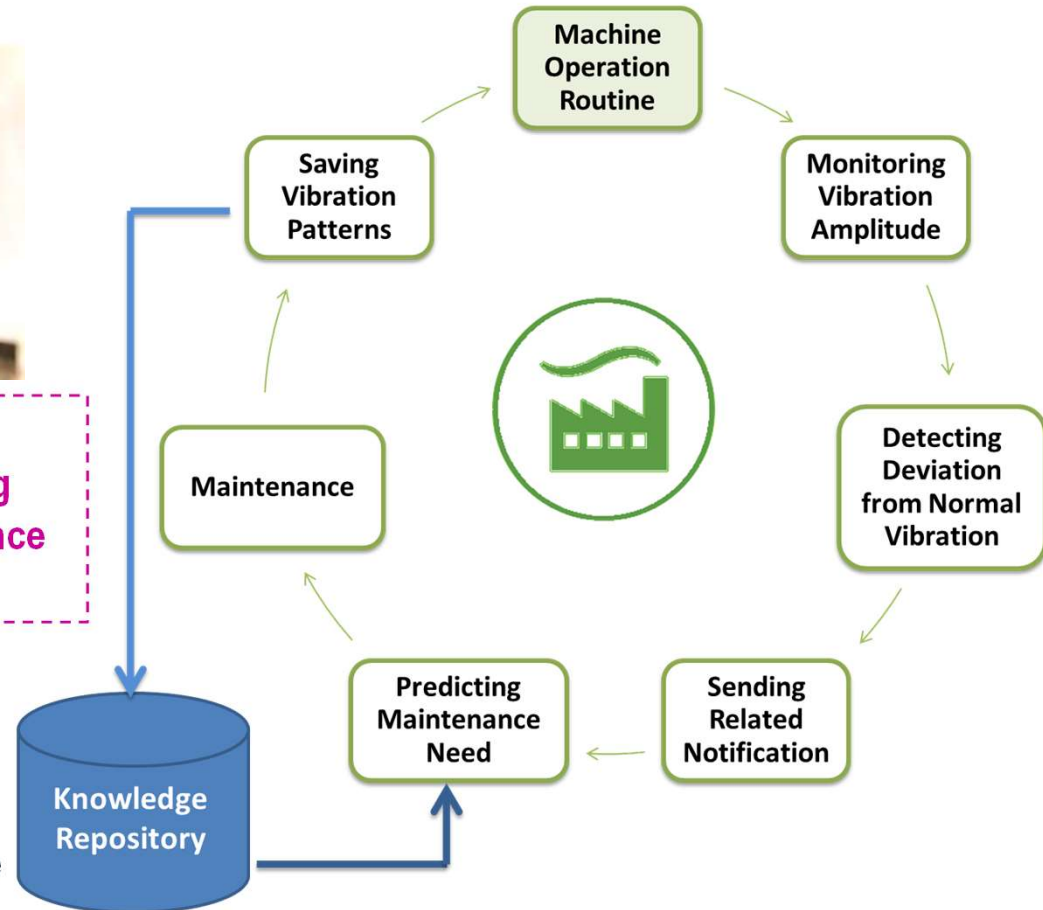 Machine
Operation
Routine
Monitoring
Vibration
Amplitude
Detecting
Deviation
from Normal
Vibration
Sending
Related
Notification
Predicting
Maintenance
Need
Maintenance
Saving
Vibration
Patterns
Knowledge
Repository